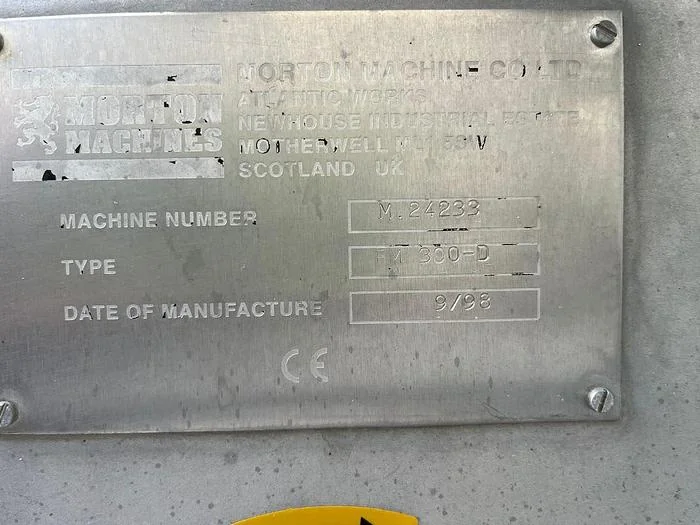 MORTON MACHINES
MORTON MACHINE CO LTD
ATLANTIC WORKS
NEWHOUSE INDUSTRIAL ESTATE
MOTHERWELL
SCOTLAND UK
MACHINE NUMBER M.24233
TYPE 300-D
DATE OF MANUFACTURE 9/98
CE